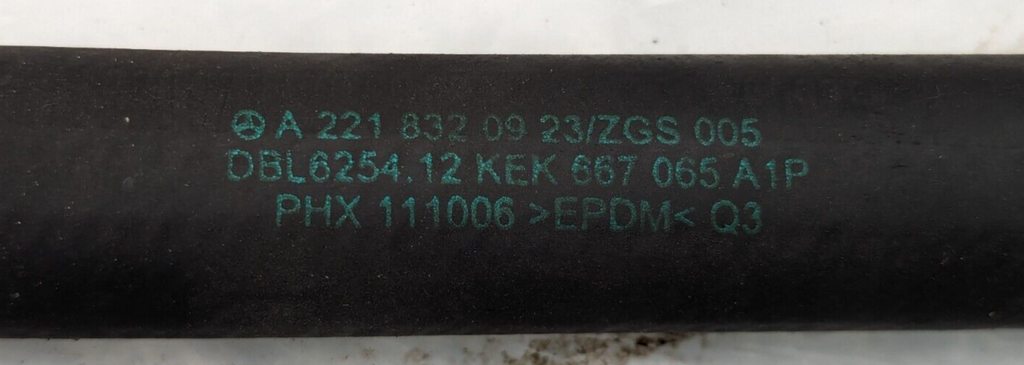 A 221 832 09 23/ZGS 005
DBL6254.12 KEK 667 065 A1P
PHX 111006 >EPDM< Q3